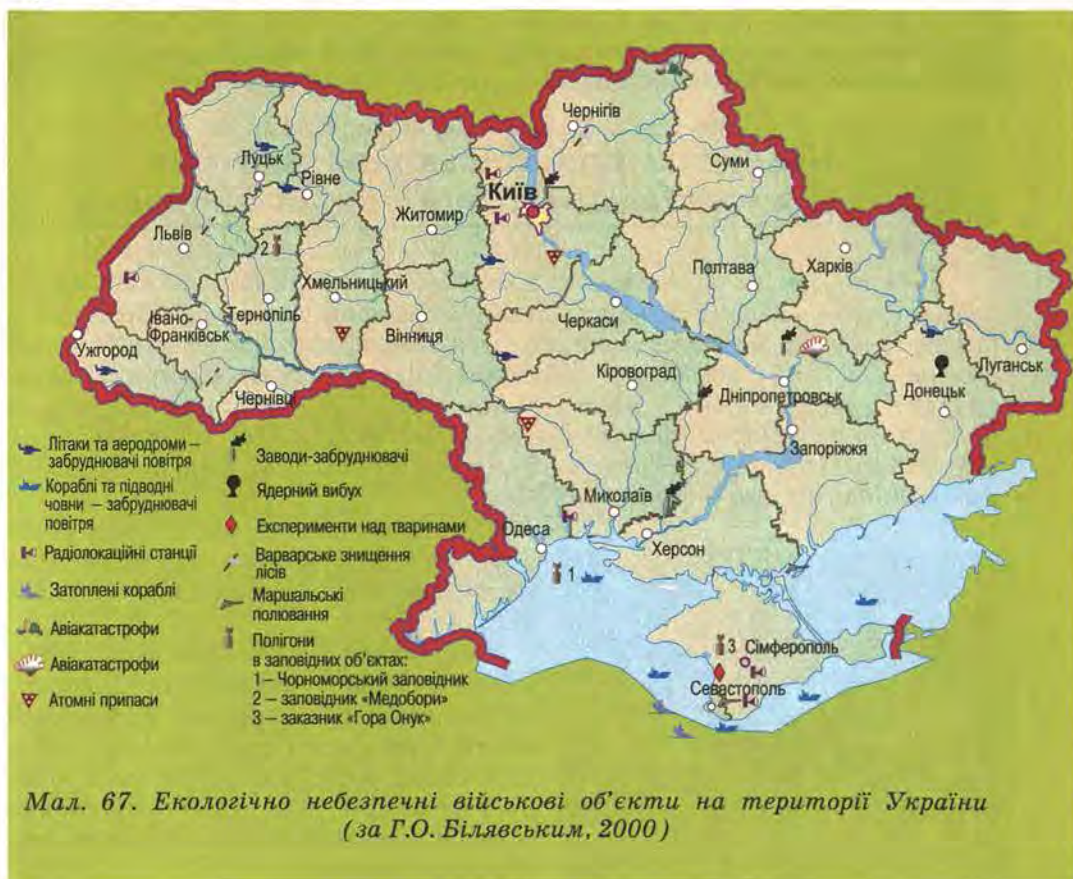 Чернігів
Суми
Луцьк
Рівне
Київ
Житомир
Львів
2
Хмельницький
Полтава
Харків
Тернопіль
Івано-
Франківськ
Вінниця
Черкаси
Ужгород
Чернівці
Кіровоград
Дніпропетровськ
Донецьк
Луганськ
Запоріжжя
Миколаїв
Одеса
Херсон
1
3 Сімферополь
Севастополь
Літаки та аеродроми –
забруднювачі повітря
Кораблі та підводні
човни – забруднювачі
повітря
Радіолокаційні станції
Затоплені кораблі
Авіакатастрофи
Авіакатастрофи
Атомні припаси
Заводи-забруднювачі
Ядерний вибух
Експерименти над тваринами
Варварське знищення
лісів
Маршальські
полювання
Полігони
в заповідних об'єктах:
1 – Чорноморський заповідник
2 – заповідник «Медобори»
3 – заказник «Гора Онук»
Мал. 67. Екологічно небезпечні військові об'єкти на території України
(за Г.О. Білявським, 2000)